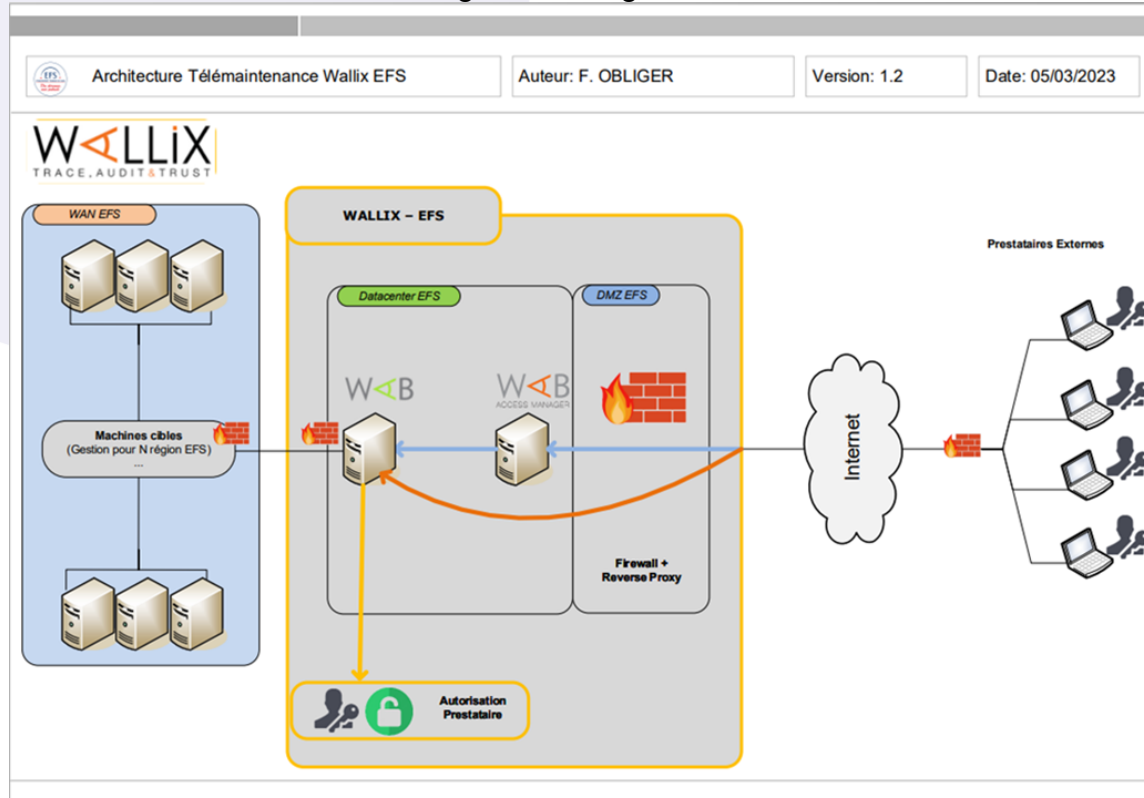 Architecture Télémaintenance Wallix EFS
Auteur: F. OBLIGER
Version: 1.2
Date: 05/03/2023
EFS
WALLiX
TRACE, AUDIT & TRUST
WAN EFS
WALLIX – EFS
Prestataires Externes
Datacenter EFS
DMZ EFS
WAB
WAB
ACCESS MANAGER
Machines cibles
(Gestion pour N région EFS)
...
Internet
Firewall +
Reverse Proxy
Autorisation
Prestataire